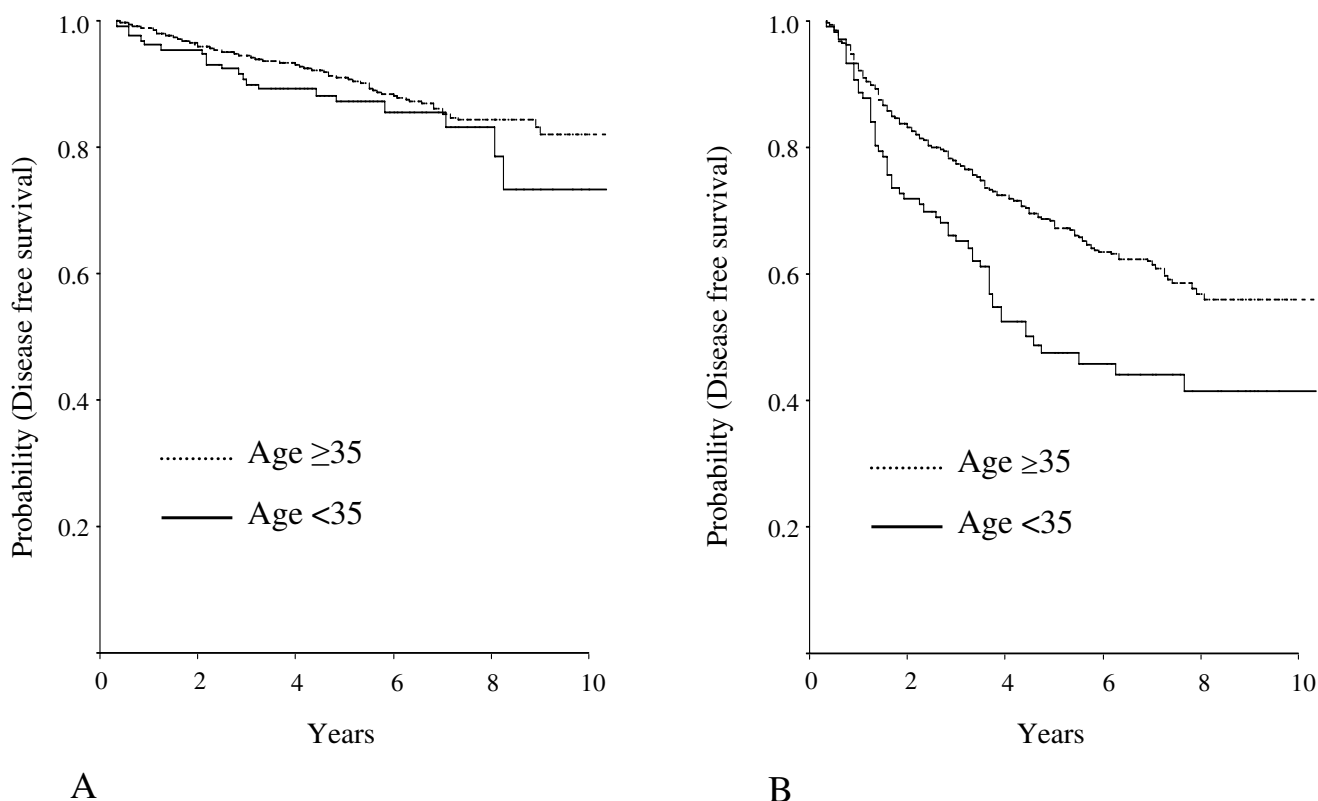 Probability (Disease free survival)
1.0
0.8
0.6
0.4
0.2
Age ≥35
Age <35
0 2 4 6 8 10
Years
A
Probability (Disease free survival)
1.0
0.8
0.6
0.4
0.2
Age ≥35
Age <35
0 2 4 6 8 10
Years
B